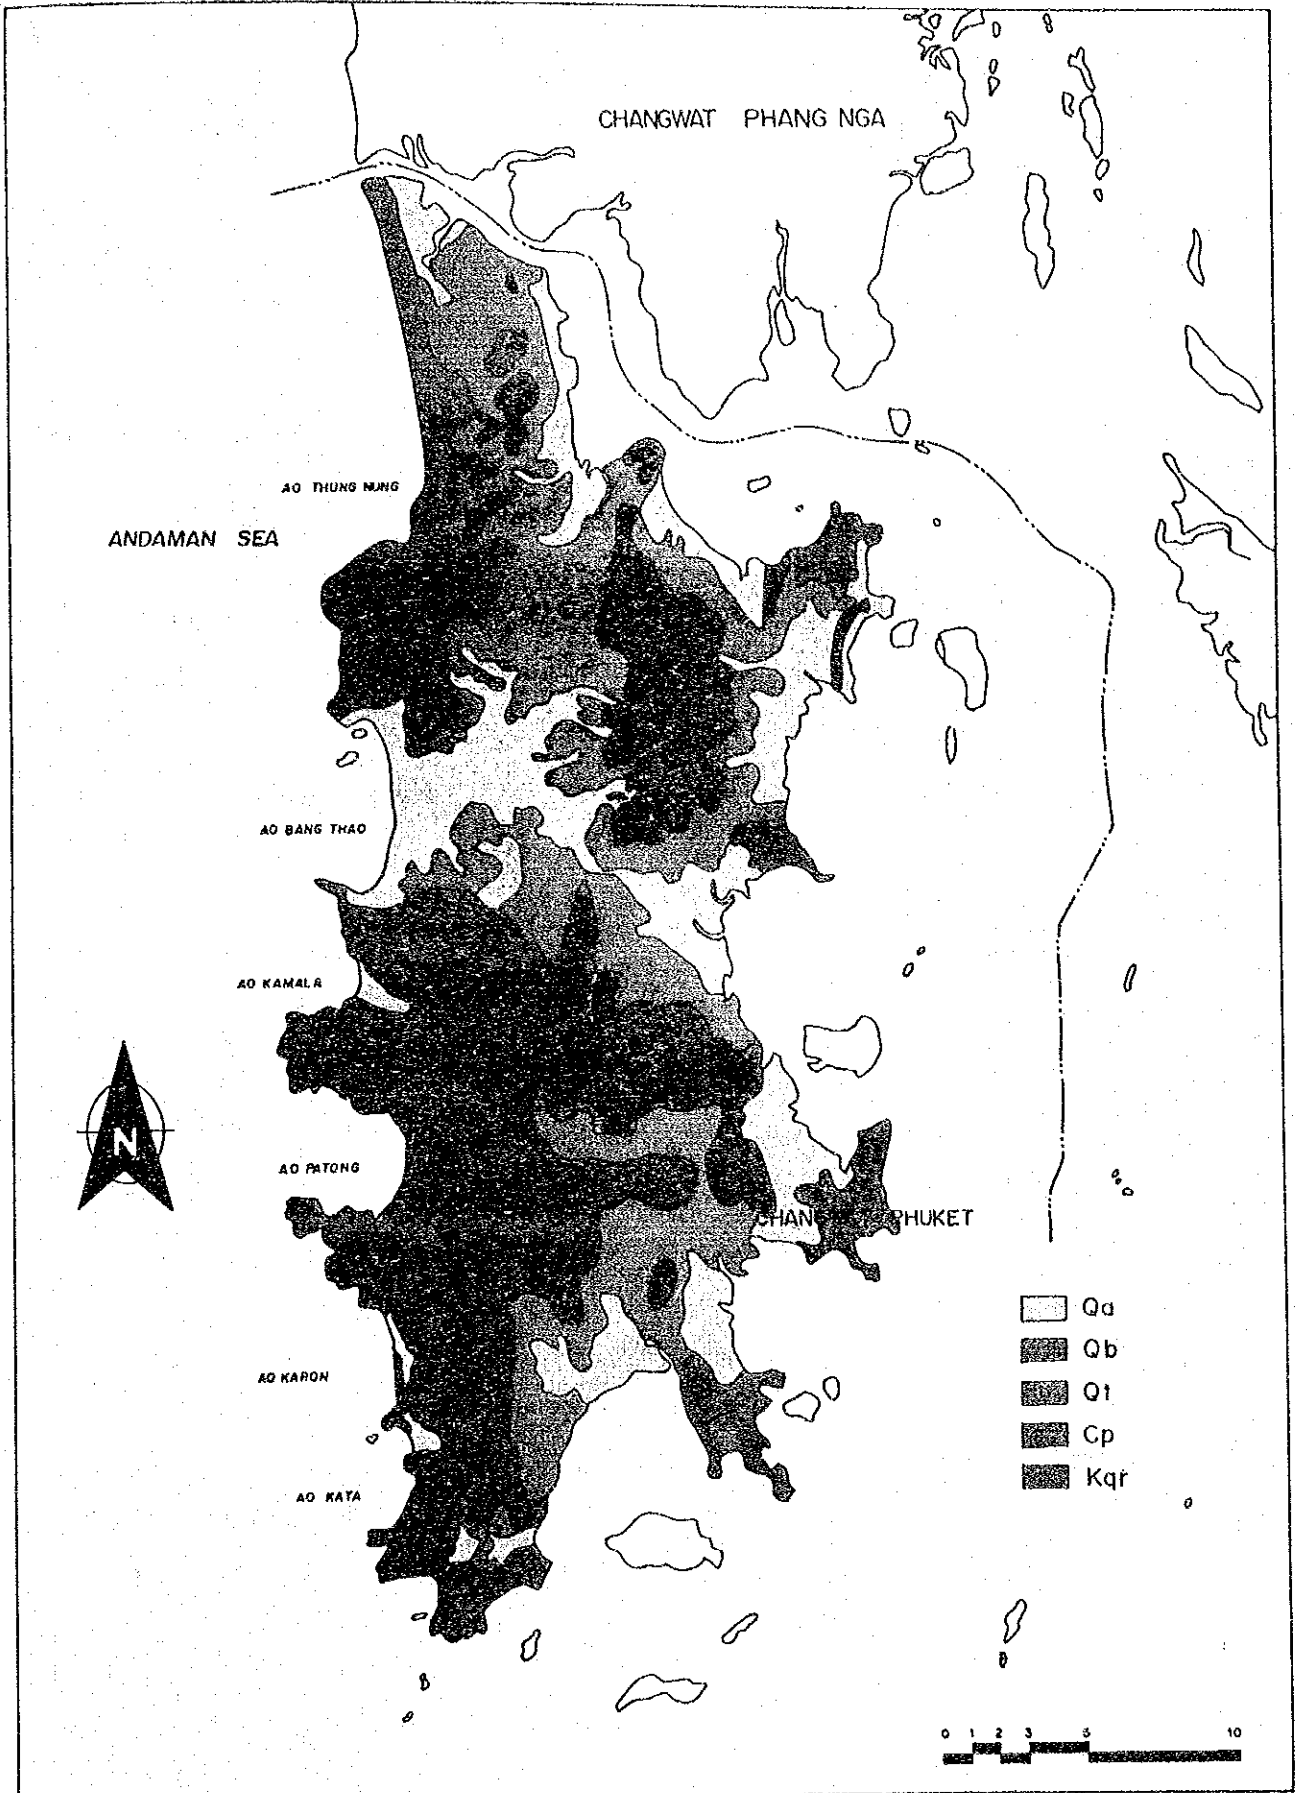 CHANGWAT PHANG NGA
AO THUNG NUNG
ANDAMAN SEA
AO BANG THAO
AO KAMALA
N
AO PATONG
PHUKET
Qa
Qb
Qt
AO KARON
Cp
Kgr
AO KATA
0 1 2 3 5 10